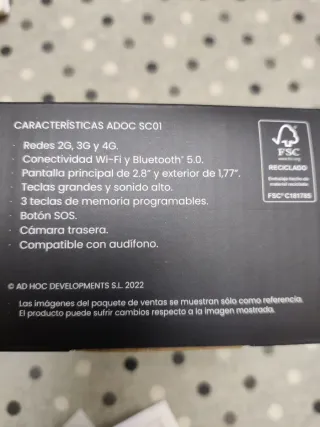 CARACTERÍSTICAS ADOC SC01
· Redes 2G, 3G y 4G.
· Conectividad Wi-Fi y Bluetooth® 5.0.
· Pantalla principal de 2.8" y exterior de 1,77".
· Teclas grandes y sonido alto.
· 3 teclas de memoria programables.
· Botón SOS.
· Cámara trasera.
· Compatible con audífono.
© AD HOC DEVELOPMENTS S.L. 2022
· Las imágenes del paquete de ventas se muestran sólo como referencia.
El producto puede sufrir cambios respecto a la imagen mostrada.
FSC
RECICLADO